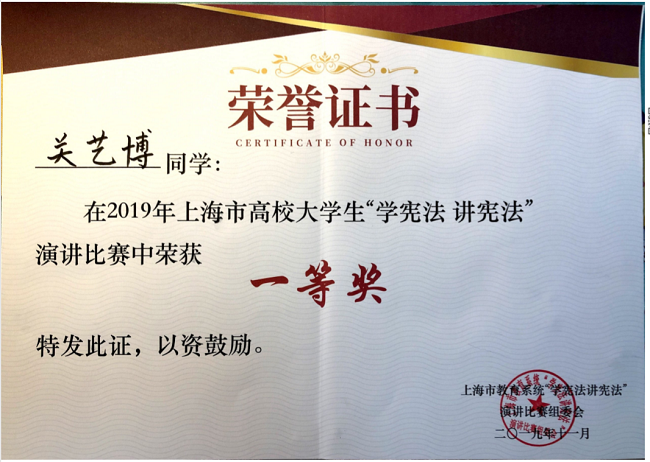 荣誉证书
CERTIFICATE OF HONOR
关艺博 同学：
在2019年上海市高校大学生“学宪法 讲宪法”
演讲比赛中荣获
一等奖
特发此证，以资鼓励。
上海市教育系统“学宪法讲宪法”
演讲比赛组委会
二〇一九年十一月